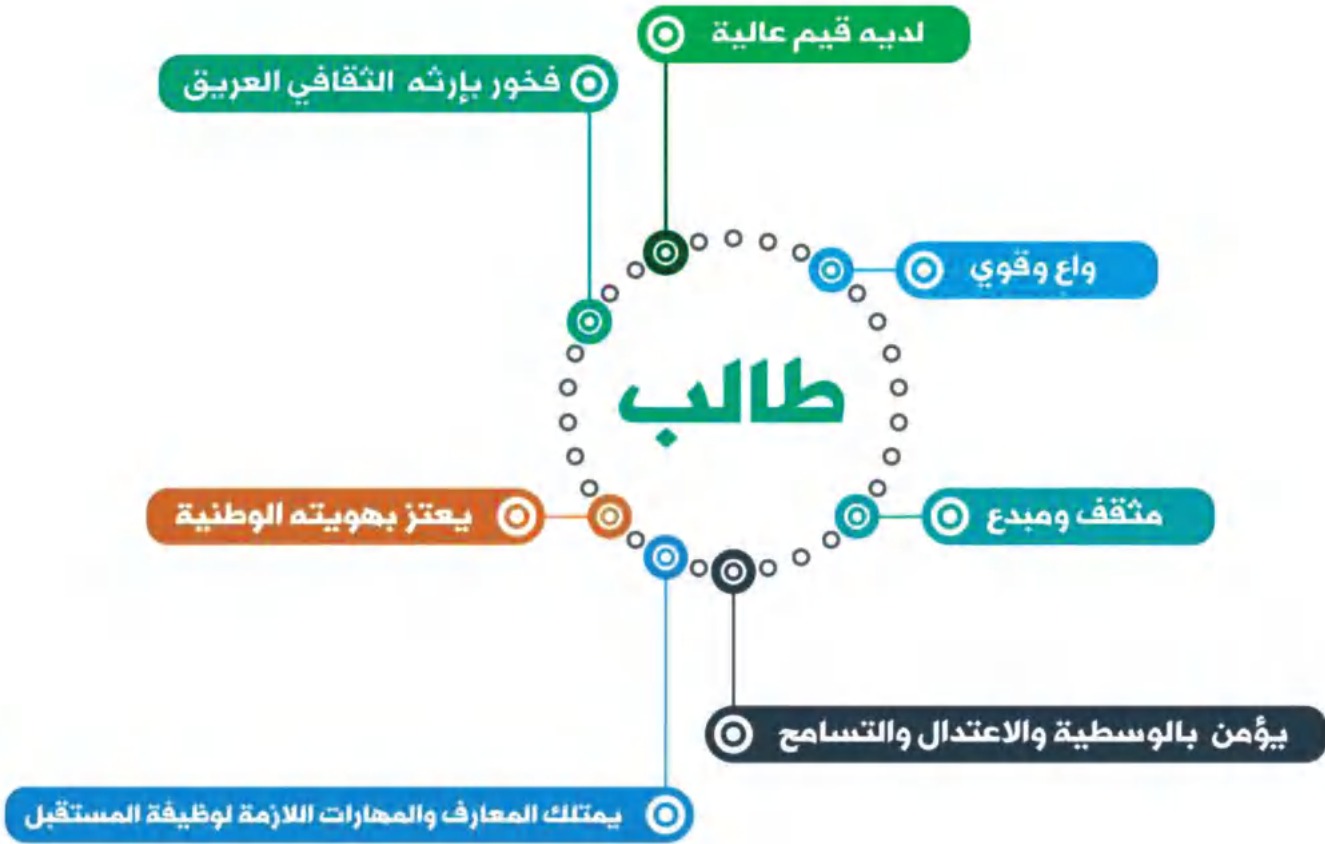 لديه قيم عالية
فخور بإرثه الثقافي العريق
واع وقوي
طالب
يعتز بهويته الوطنية
مثقف ومبدع
يؤمن بالوسطية والاعتدال والتسامح
يمتلك المعارف والمهارات اللازمة لوظيفة المستقبل